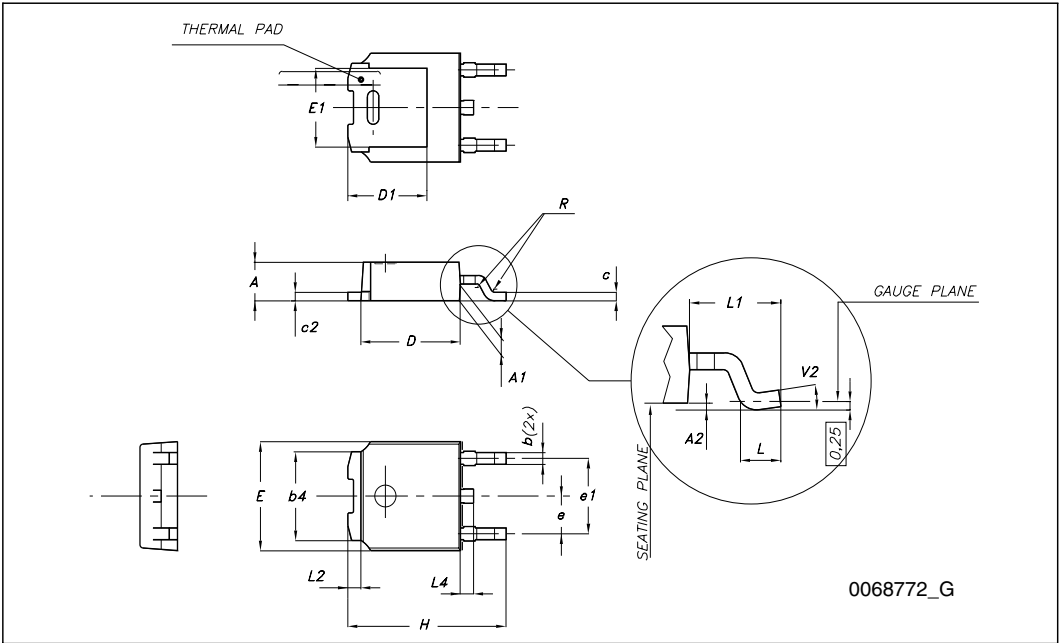 THERMAL PAD
E1
D1
R
A
c
c2
D
A1
L1
GAUGE PLANE
V2
A2
L
0,25
SEATING PLANE
b(2x)
E
b4
e
e1
L2
L4
H
0068772_G